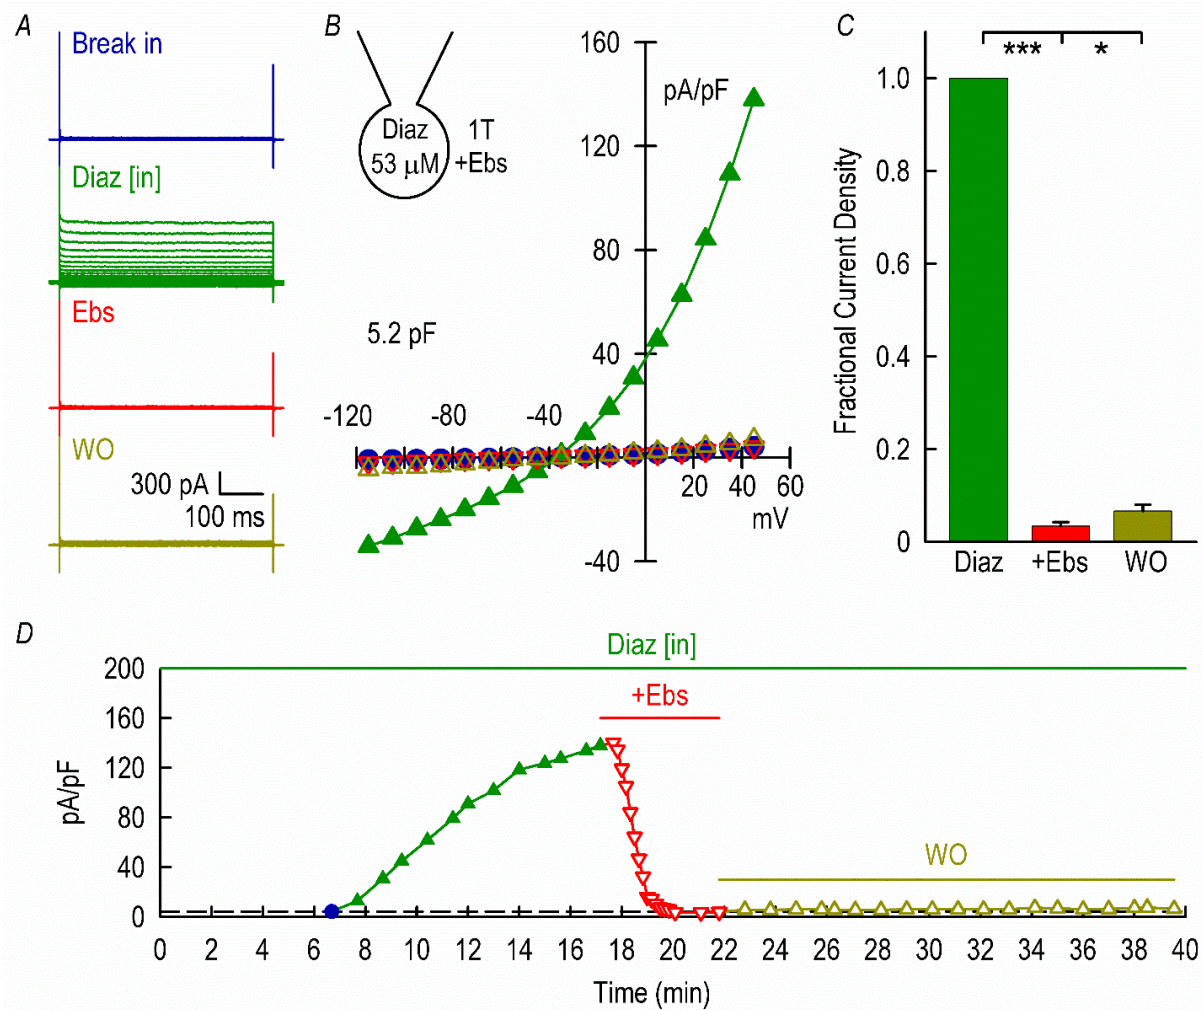 A
Break in
Diaz [in]
Ebs
WO
300 pA
100 ms
B
Diaz
53 μM
1T
+Ebs
5.2 pF
pA/pF
160
120
80
40
-40
-120 -80 -40
20 40 60
mV
C
*** *
Fractional Current Density
1.0
0.8
0.6
0.4
0.2
0
Diaz +Ebs WO
D
Diaz [in]
+Ebs
WO
pA/pF
200
160
120
80
40
0
0 2 4 6 8 10 12 14 16 18 20 22 24 26 28 30 32 34 36 38 40
Time (min)